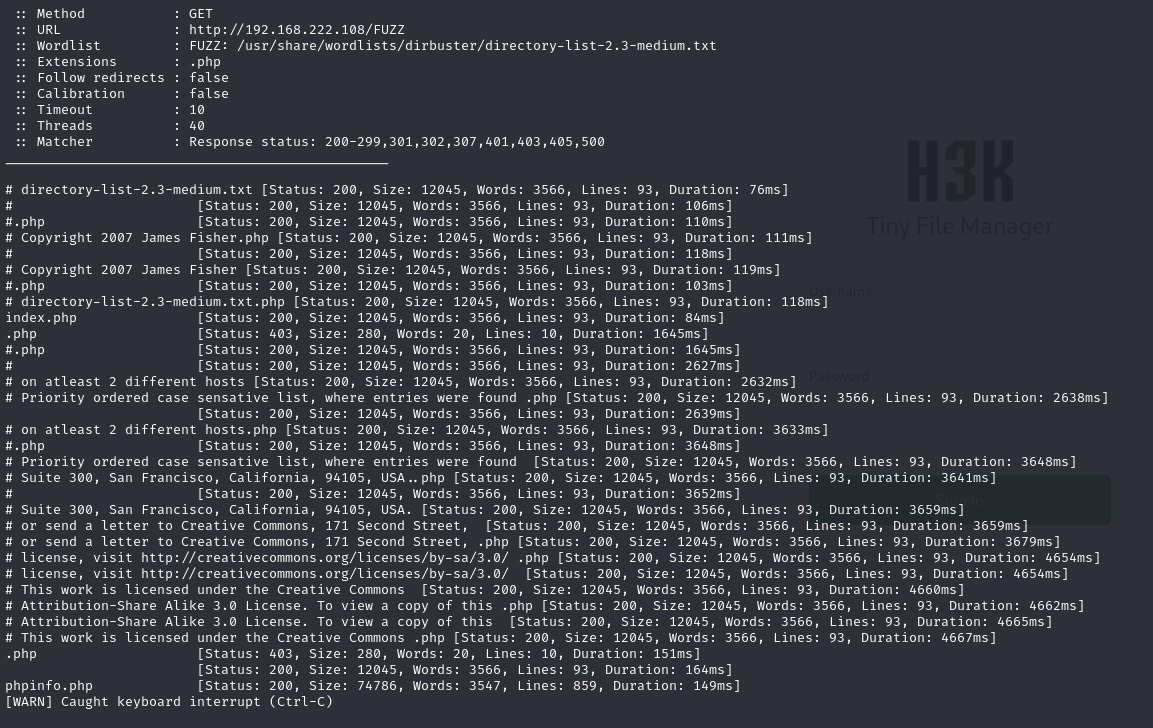 :: Method           : GET
:: URL              : http://192.168.222.108/FUZZ
:: Wordlist         : FUZZ: /usr/share/wordlists/dirbuster/directory-list-2.3-medium.txt
:: Extensions       : .php
:: Follow redirects : false
:: Calibration      : false
:: Timeout          : 10
:: Threads          : 40
:: Matcher          : Response status: 200-299,301,302,307,401,403,405,500
________________________________________________
# directory-list-2.3-medium.txt [Status: 200, Size: 12045, Words: 3566, Lines: 93, Duration: 76ms]
#                       [Status: 200, Size: 12045, Words: 3566, Lines: 93, Duration: 106ms]
#.php                   [Status: 200, Size: 12045, Words: 3566, Lines: 93, Duration: 110ms]
# Copyright 2007 James Fisher.php [Status: 200, Size: 12045, Words: 3566, Lines: 93, Duration: 111ms]
#                       [Status: 200, Size: 12045, Words: 3566, Lines: 93, Duration: 118ms]
# Copyright 2007 James Fisher [Status: 200, Size: 12045, Words: 3566, Lines: 93, Duration: 119ms]
#.php                   [Status: 200, Size: 12045, Words: 3566, Lines: 93, Duration: 103ms]
# directory-list-2.3-medium.txt.php [Status: 200, Size: 12045, Words: 3566, Lines: 93, Duration: 118ms]
index.php               [Status: 200, Size: 12045, Words: 3566, Lines: 93, Duration: 84ms]
.php                    [Status: 403, Size: 280, Words: 20, Lines: 10, Duration: 1645ms]
#.php                   [Status: 200, Size: 12045, Words: 3566, Lines: 93, Duration: 1645ms]
#                       [Status: 200, Size: 12045, Words: 3566, Lines: 93, Duration: 2627ms]
# on atleast 2 different hosts [Status: 200, Size: 12045, Words: 3566, Lines: 93, Duration: 2632ms]
# Priority ordered case sensative list, where entries were found .php [Status: 200, Size: 12045, Words: 3566, Lines: 93, Duration: 2638ms]
                        [Status: 200, Size: 12045, Words: 3566, Lines: 93, Duration: 2639ms]
# on atleast 2 different hosts.php [Status: 200, Size: 12045, Words: 3566, Lines: 93, Duration: 3633ms]
#.php                   [Status: 200, Size: 12045, Words: 3566, Lines: 93, Duration: 3648ms]
# Priority ordered case sensative list, where entries were found  [Status: 200, Size: 12045, Words: 3566, Lines: 93, Duration: 3648ms]
# Suite 300, San Francisco, California, 94105, USA..php [Status: 200, Size: 12045, Words: 3566, Lines: 93, Duration: 3641ms]
#                       [Status: 200, Size: 12045, Words: 3566, Lines: 93, Duration: 3652ms]
# Suite 300, San Francisco, California, 94105, USA. [Status: 200, Size: 12045, Words: 3566, Lines: 93, Duration: 3659ms]
# or send a letter to Creative Commons, 171 Second Street,  [Status: 200, Size: 12045, Words: 3566, Lines: 93, Duration: 3659ms]
# or send a letter to Creative Commons, 171 Second Street, .php [Status: 200, Size: 12045, Words: 3566, Lines: 93, Duration: 3679ms]
# license, visit http://creativecommons.org/licenses/by-sa/3.0/ .php [Status: 200, Size: 12045, Words: 3566, Lines: 93, Duration: 4654ms]
# license, visit http://creativecommons.org/licenses/by-sa/3.0/  [Status: 200, Size: 12045, Words: 3566, Lines: 93, Duration: 4654ms]
# This work is licensed under the Creative Commons  [Status: 200, Size: 12045, Words: 3566, Lines: 93, Duration: 4660ms]
# Attribution-Share Alike 3.0 License. To view a copy of this .php [Status: 200, Size: 12045, Words: 3566, Lines: 93, Duration: 4662ms]
# Attribution-Share Alike 3.0 License. To view a copy of this  [Status: 200, Size: 12045, Words: 3566, Lines: 93, Duration: 4665ms]
# This work is licensed under the Creative Commons .php [Status: 200, Size: 12045, Words: 3566, Lines: 93, Duration: 4667ms]
.php                    [Status: 403, Size: 280, Words: 20, Lines: 10, Duration: 151ms]
                        [Status: 200, Size: 12045, Words: 3566, Lines: 93, Duration: 164ms]
phpinfo.php             [Status: 200, Size: 74786, Words: 3547, Lines: 859, Duration: 149ms]
[WARN] Caught keyboard interrupt (Ctrl-C)
H3K
Tiny File Manager
Username
Password
Sign in